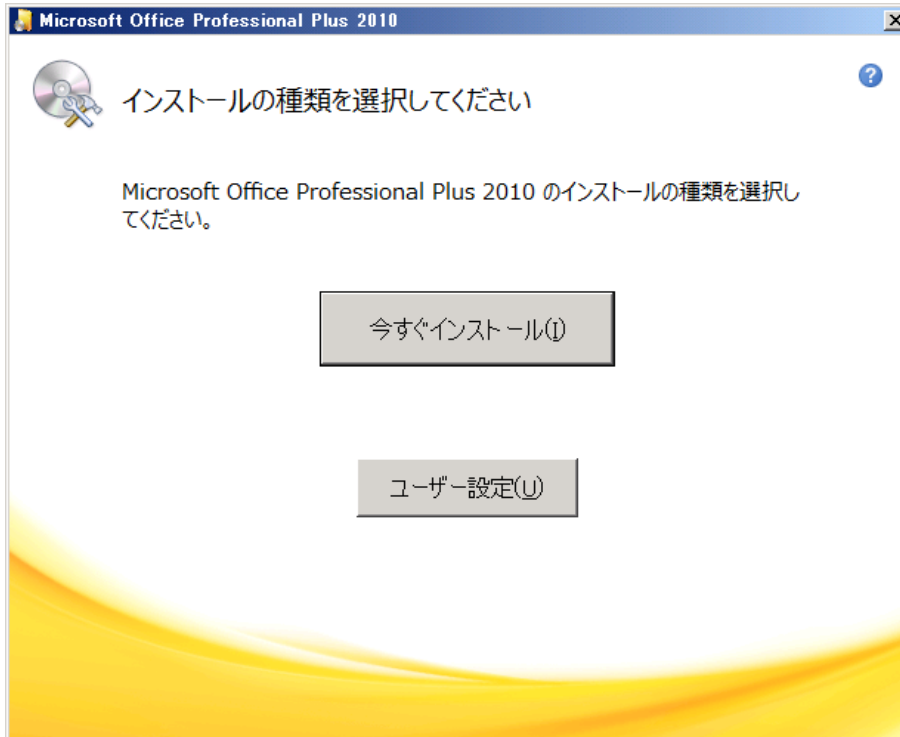 Microsoft Office Professional Plus 2010
インストールの種類を選択してください
Microsoft Office Professional Plus 2010 のインストールの種類を選択し
てください。
今すぐインストール(I)
ユーザー設定(U)